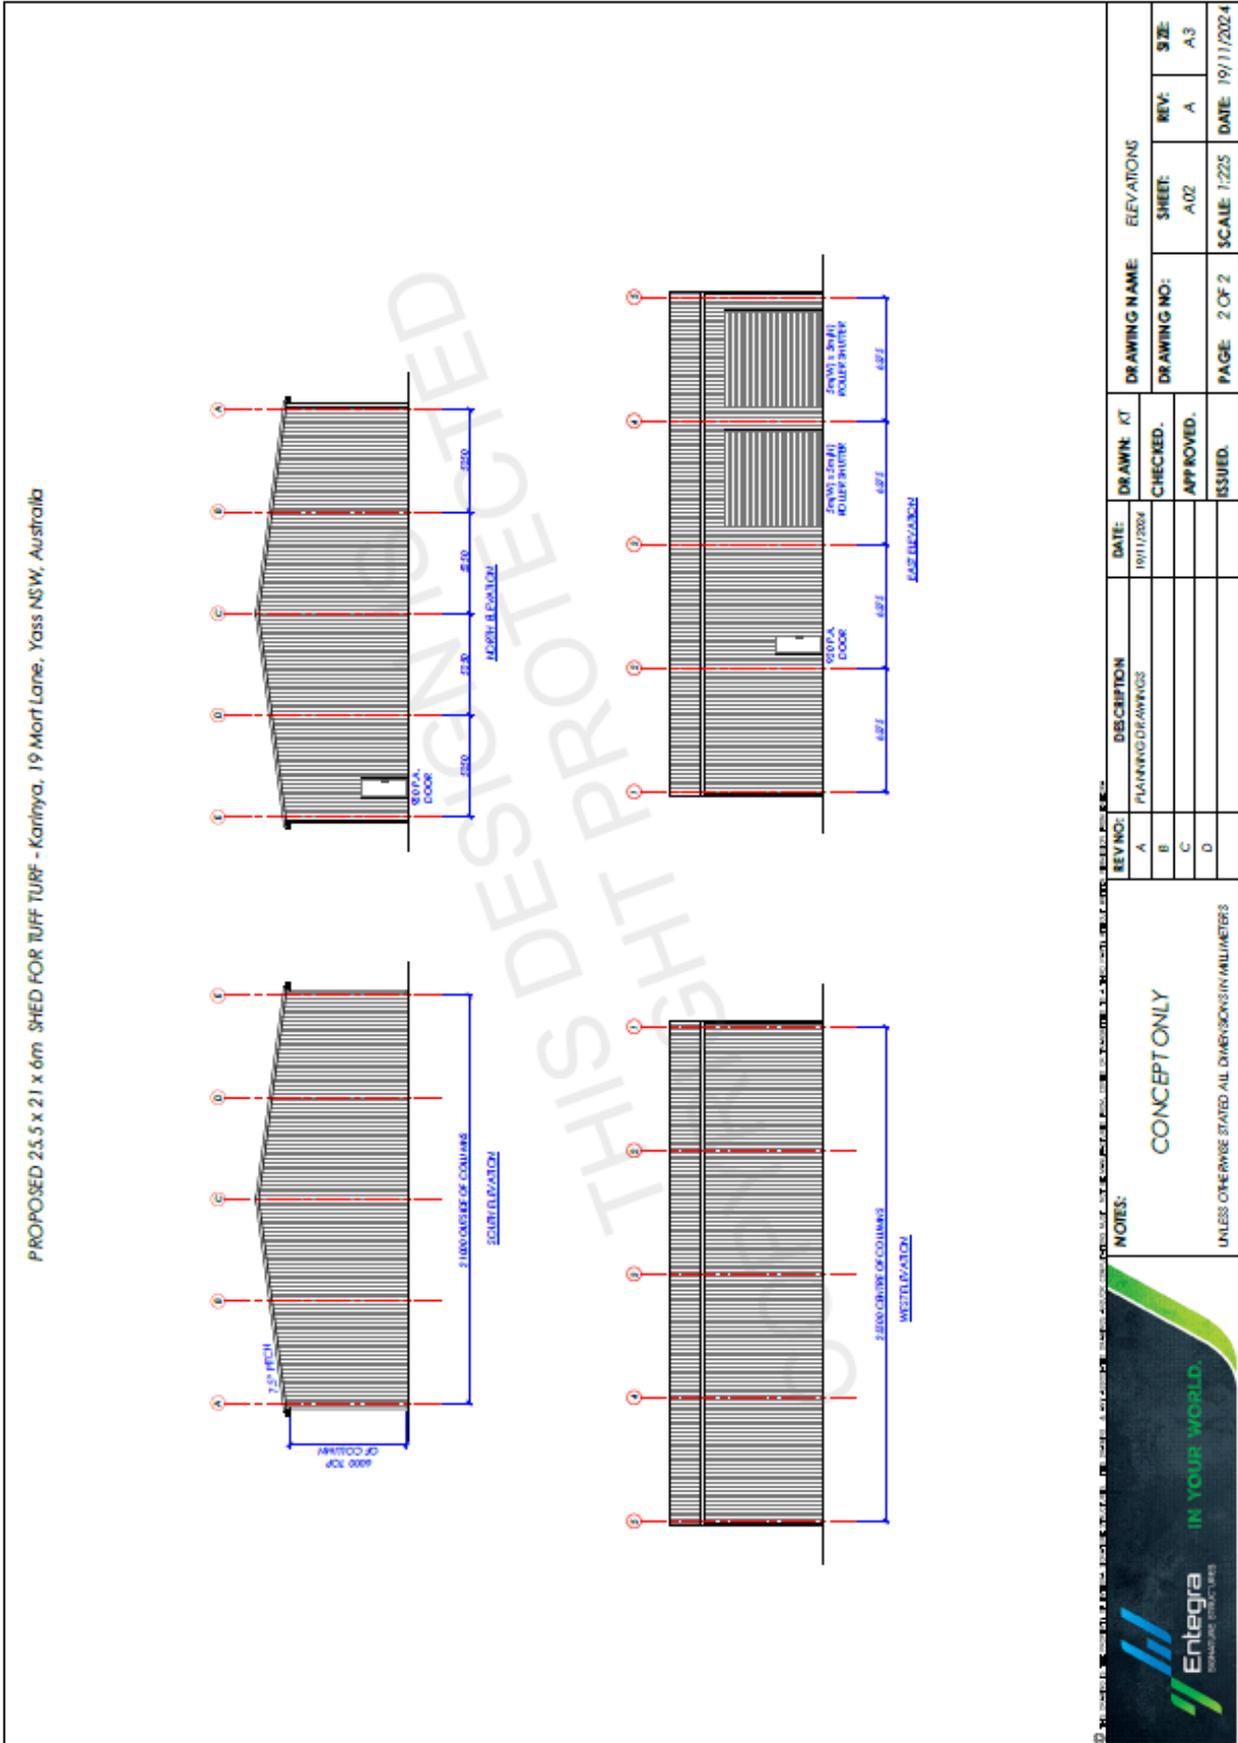 PROPOSED 25.5 x 21 x 6m SHED FOR TUFF TURF - Karinya, 19 Mort Lane, Yass NSW, Australia
A
B
C
D
E
7.5° PITCH
6000 TOP
OF COLUMN
21000 OUTSIDE OF COLUMNS
SOUTH ELEVATION
E
D
C
B
A
920 P.A.
DOOR
5250
5250
5250
5250
NORTH ELEVATION
5
4
3
2
1
25500 CENTRE OF COLUMNS
WEST ELEVATION
1
2
3
4
5
920 P.A.
DOOR
5m(W) x 5m(H)
ROLLER SHUTTER
5m(W) x 5m(H)
ROLLER SHUTTER
6375
6375
6375
6375
EAST ELEVATION
THIS DESIGN IS
COPYRIGHT PROTECTED
Entegra
SIGNATURE STRUCTURES
IN YOUR WORLD.
NOTES:
CONCEPT ONLY
UNLESS OTHERWISE STATED ALL DIMENSIONS IN MILLIMETERS
REV NO: DESCRIPTION DATE:
A PLANNING DRAWINGS 19/11/2024
B
C
D
DRAWN: KT
CHECKED.
APPROVED.
ISSUED.
DRAWING NAME: ELEVATIONS
DRAWING NO: SHEET: REV: SIZE:
A02 A A3
PAGE: 2 OF 2 SCALE: 1:225 DATE: 19/11/2024